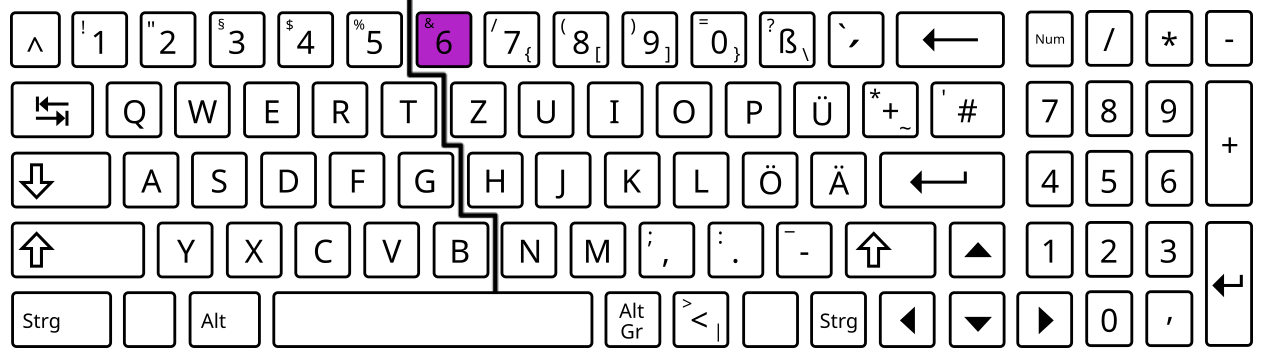 ^ ! 1 " 2 § 3 $ 4 % 5 & 6 / 7 { ( 8 [ ) 9 ] = 0 } ? ß \ ` ´ Num / * -
Q W E R T Z U I O P Ü * + ~ ' # 7 8 9 +
A S D F G H J K L Ö Ä 4 5 6
Y X C V B N M ; , : . _ - 1 2 3
Strg Alt Alt Gr > < | Strg 0 ,